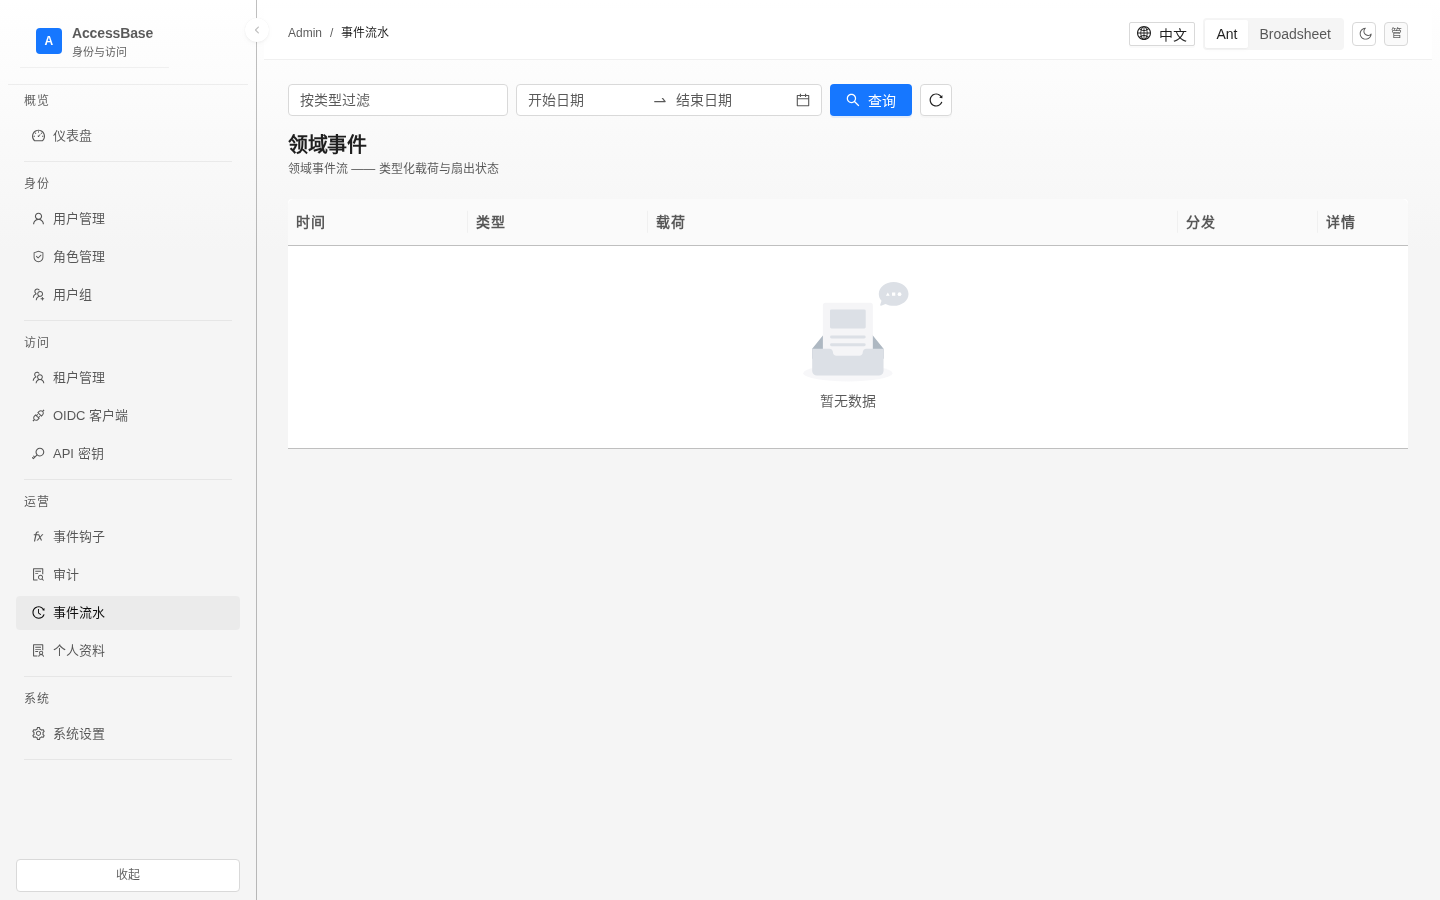 A
AccessBase
身份与访问
概览
仪表盘
身份
用户管理
角色管理
用户组
访问
租户管理
OIDC 客户端
API 密钥
运营
fx 事件钩子
审计
事件流水
个人资料
系统
系统设置
收起
Admin / 事件流水
中文
Ant
Broadsheet
管
按类型过滤
开始日期
结束日期
查询
领域事件
领域事件流 —— 类型化载荷与扇出状态
时间 类型 载荷 分发 详情
暂无数据